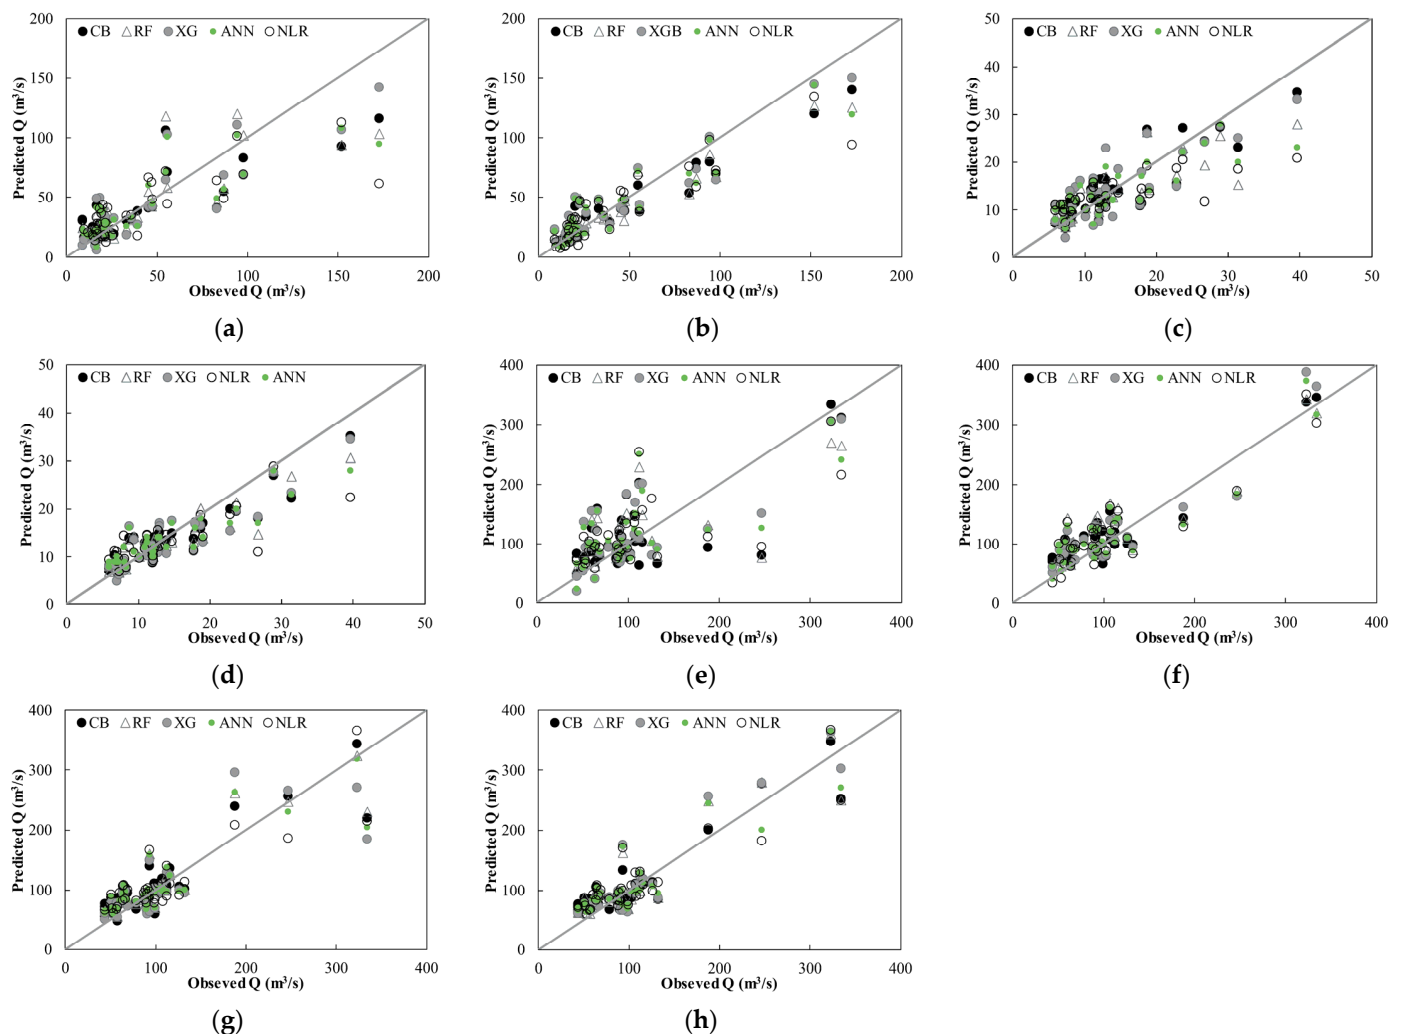 200
CB RF XG ANN NLR
150
100
50
0
0 50 100 150 200
Predicted Q (m³/s)
Obseved Q (m³/s)
(a)
200
CB RF XGB ANN NLR
150
100
50
0
0 50 100 150 200
Predicted Q (m³/s)
Obseved Q (m³/s)
(b)
50
CB RF XG ANN NLR
40
30
20
10
0
0 10 20 30 40 50
Predicted Q (m³/s)
Obseved Q (m³/s)
(c)
50
CB RF XG NLR ANN
40
30
20
10
0
0 10 20 30 40 50
Predicted Q (m³/s)
Obseved Q (m³/s)
(d)
400
CB RF XG ANN NLR
300
200
100
0
0 100 200 300 400
Predicted Q (m³/s)
Obseved Q (m³/s)
(e)
400
CB RF XG ANN NLR
300
200
100
0
0 100 200 300 400
Predicted Q (m³/s)
Obseved Q (m³/s)
(f)
400
CB RF XG ANN NLR
300
200
100
0
0 100 200 300 400
Predicted Q (m³/s)
Obseved Q (m³/s)
(g)
400
CB RF XG ANN NLR
300
200
100
0
0 100 200 300 400
Predicted Q (m³/s)
Obseved Q (m³/s)
(h)